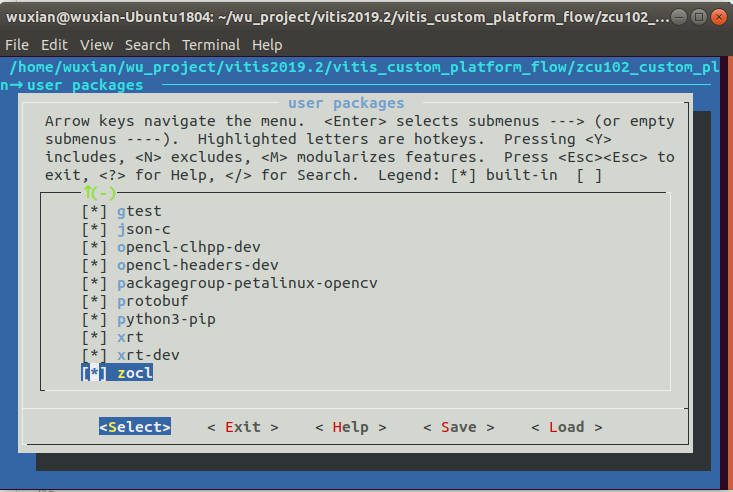 wuxian@wuxian-Ubuntu1804: ~/wu_project/vitis2019.2/vitis_custom_platform_flow/zcu102_...
File Edit View Search Terminal Help
/home/wuxian/wu_project/vitis2019.2/vitis_custom_platform_flow/zcu102_custom_pl
n→user packages
user packages
Arrow keys navigate the menu. <Enter> selects submenus ---> (or empty
submenus ----). Highlighted letters are hotkeys. Pressing <Y>
includes, <N> excludes, <M> modularizes features. Press <Esc><Esc> to
exit, <?> for Help, </> for Search. Legend: [*] built-in [ ]
↑(-)
[*] gtest
[*] json-c
[*] opencl-clhpp-dev
[*] opencl-headers-dev
[*] packagegroup-petalinux-opencv
[*] protobuf
[*] python3-pip
[*] xrt
[*] xrt-dev
[*] zocl
<Select> < Exit > < Help > < Save > < Load >